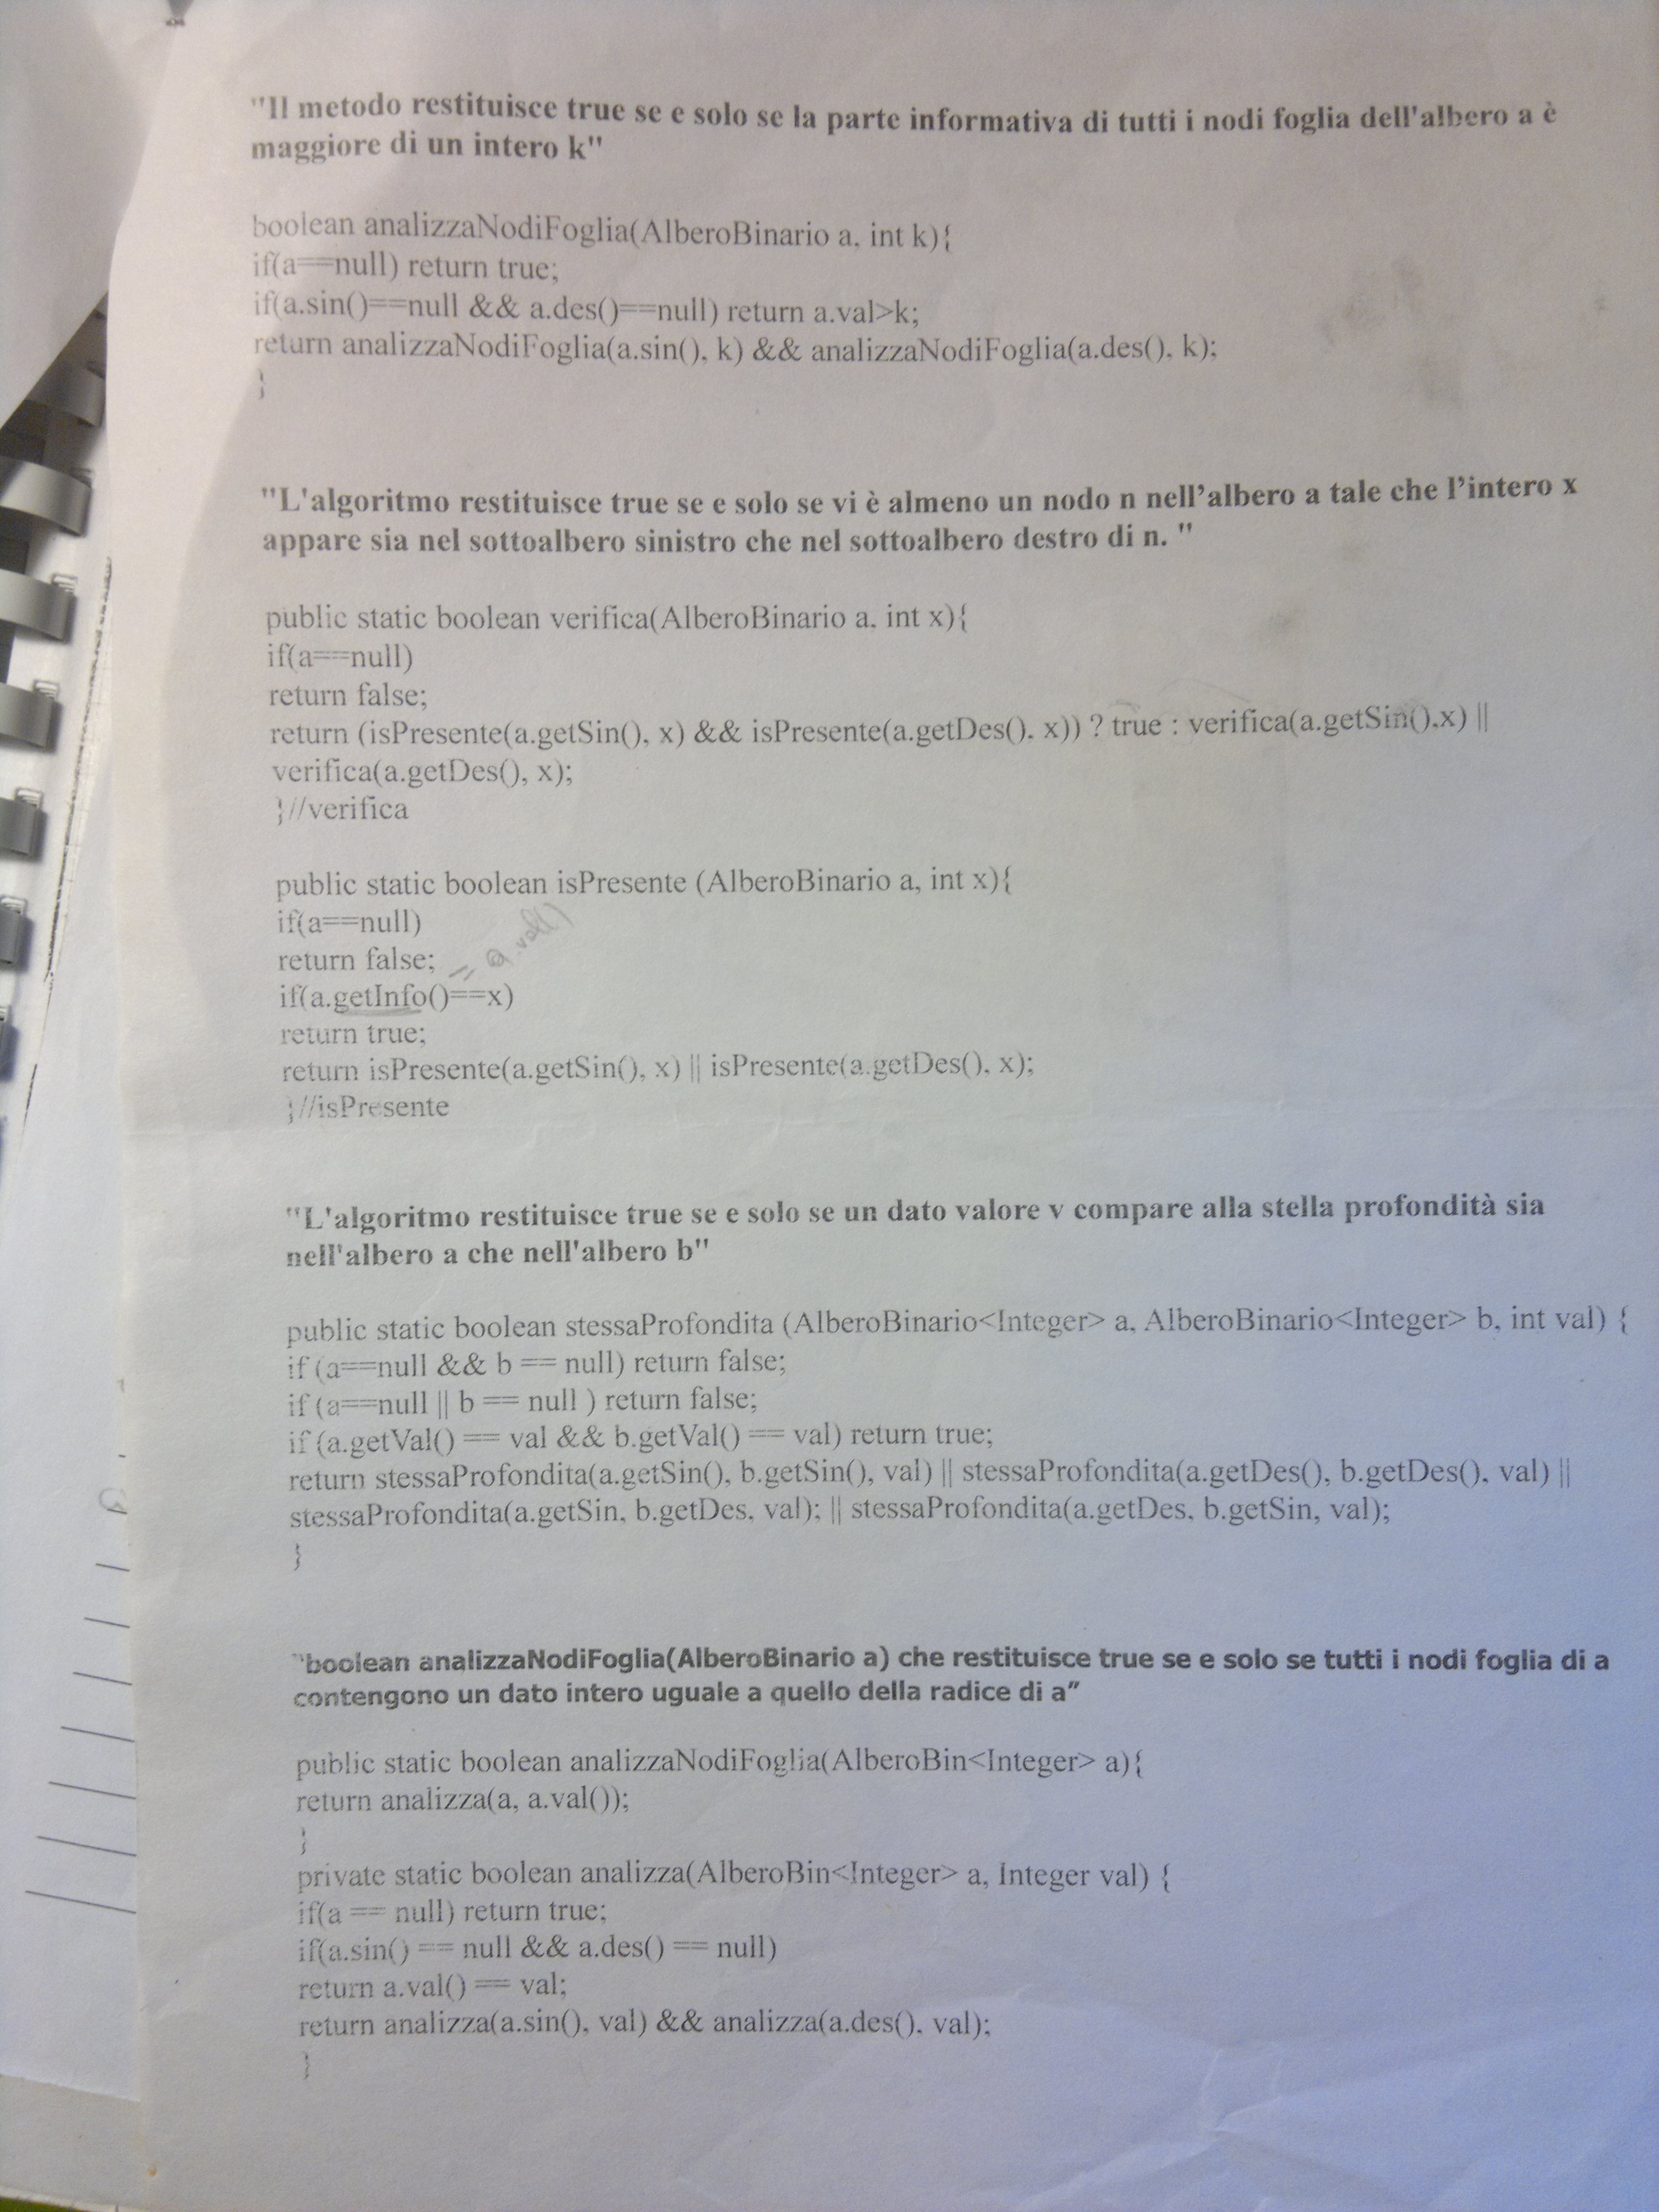 "Il metodo restituisce true se e solo se la parte informativa di tutti i nodi foglia dell'albero a è
maggiore di un intero k"
boolean analizzaNodiFoglia(AlberoBinario a, int k){
if(a==null) return true;
if(a.sin()==null && a.des()==null) return a.val>k;
return analizzaNodiFoglia(a.sin(), k) && analizzaNodiFoglia(a.des(), k);
}
"L'algoritmo restituisce true se e solo se vi è almeno un nodo n nell’albero a tale che l’intero x
appare sia nel sottoalbero sinistro che nel sottoalbero destro di n. "
public static boolean verifica(AlberoBinario a, int x){
if(a==null)
return false;
return (isPresente(a.getSin(), x) && isPresente(a.getDes(), x)) ? true : verifica(a.getSin(),x) ||
verifica(a.getDes(), x);
}//verifica
public static boolean isPresente (AlberoBinario a, int x){
if(a==null)
return false;
= a.val()
if(a.getInfo()==x)
return true;
return isPresente(a.getSin(), x) || isPresente(a.getDes(), x);
}//isPresente
"L'algoritmo restituisce true se e solo se un dato valore v compare alla stella profondità sia
nell'albero a che nell'albero b"
public static boolean stessaProfondita (AlberoBinario<Integer> a, AlberoBinario<Integer> b, int val) {
if (a==null && b == null) return false;
if (a==null || b == null ) return false;
if (a.getVal() == val && b.getVal() == val) return true;
return stessaProfondita(a.getSin(), b.getSin(), val) || stessaProfondita(a.getDes(), b.getDes(), val) ||
stessaProfondita(a.getSin, b.getDes, val); || stessaProfondita(a.getDes, b.getSin, val);
}
"boolean analizzaNodiFoglia(AlberoBinario a) che restituisce true se e solo se tutti i nodi foglia di a
contengono un dato intero uguale a quello della radice di a”
public static boolean analizzaNodiFoglia(AlberoBin<Integer> a){
return analizza(a, a.val());
}
private static boolean analizza(AlberoBin<Integer> a, Integer val) {
if(a == null) return true;
if(a.sin() == null && a.des() == null)
return a.val() == val;
return analizza(a.sin(), val) && analizza(a.des(), val);
}